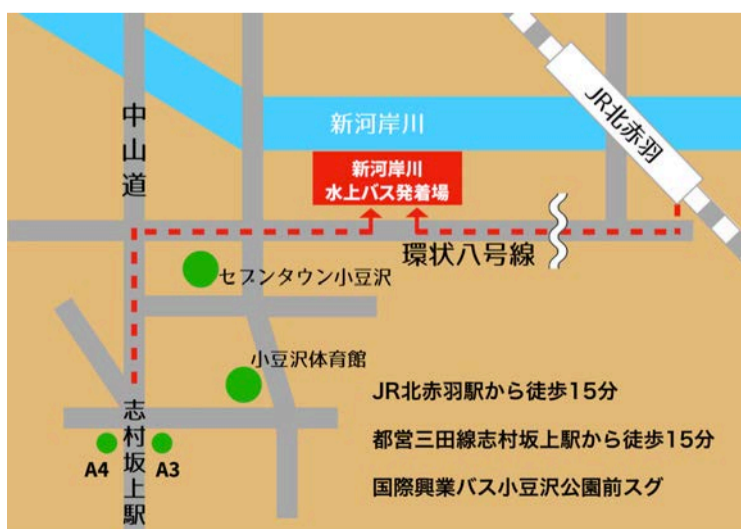 中山道
新河岸川
JR北赤羽
新河岸川
水上バス発着場
環状八号線
セブンタウン小豆沢
小豆沢体育館
JR北赤羽駅から徒歩15分
志村坂上駅
A4
A3
都営三田線志村坂上駅から徒歩15分
国際興業バス小豆沢公園前スグ